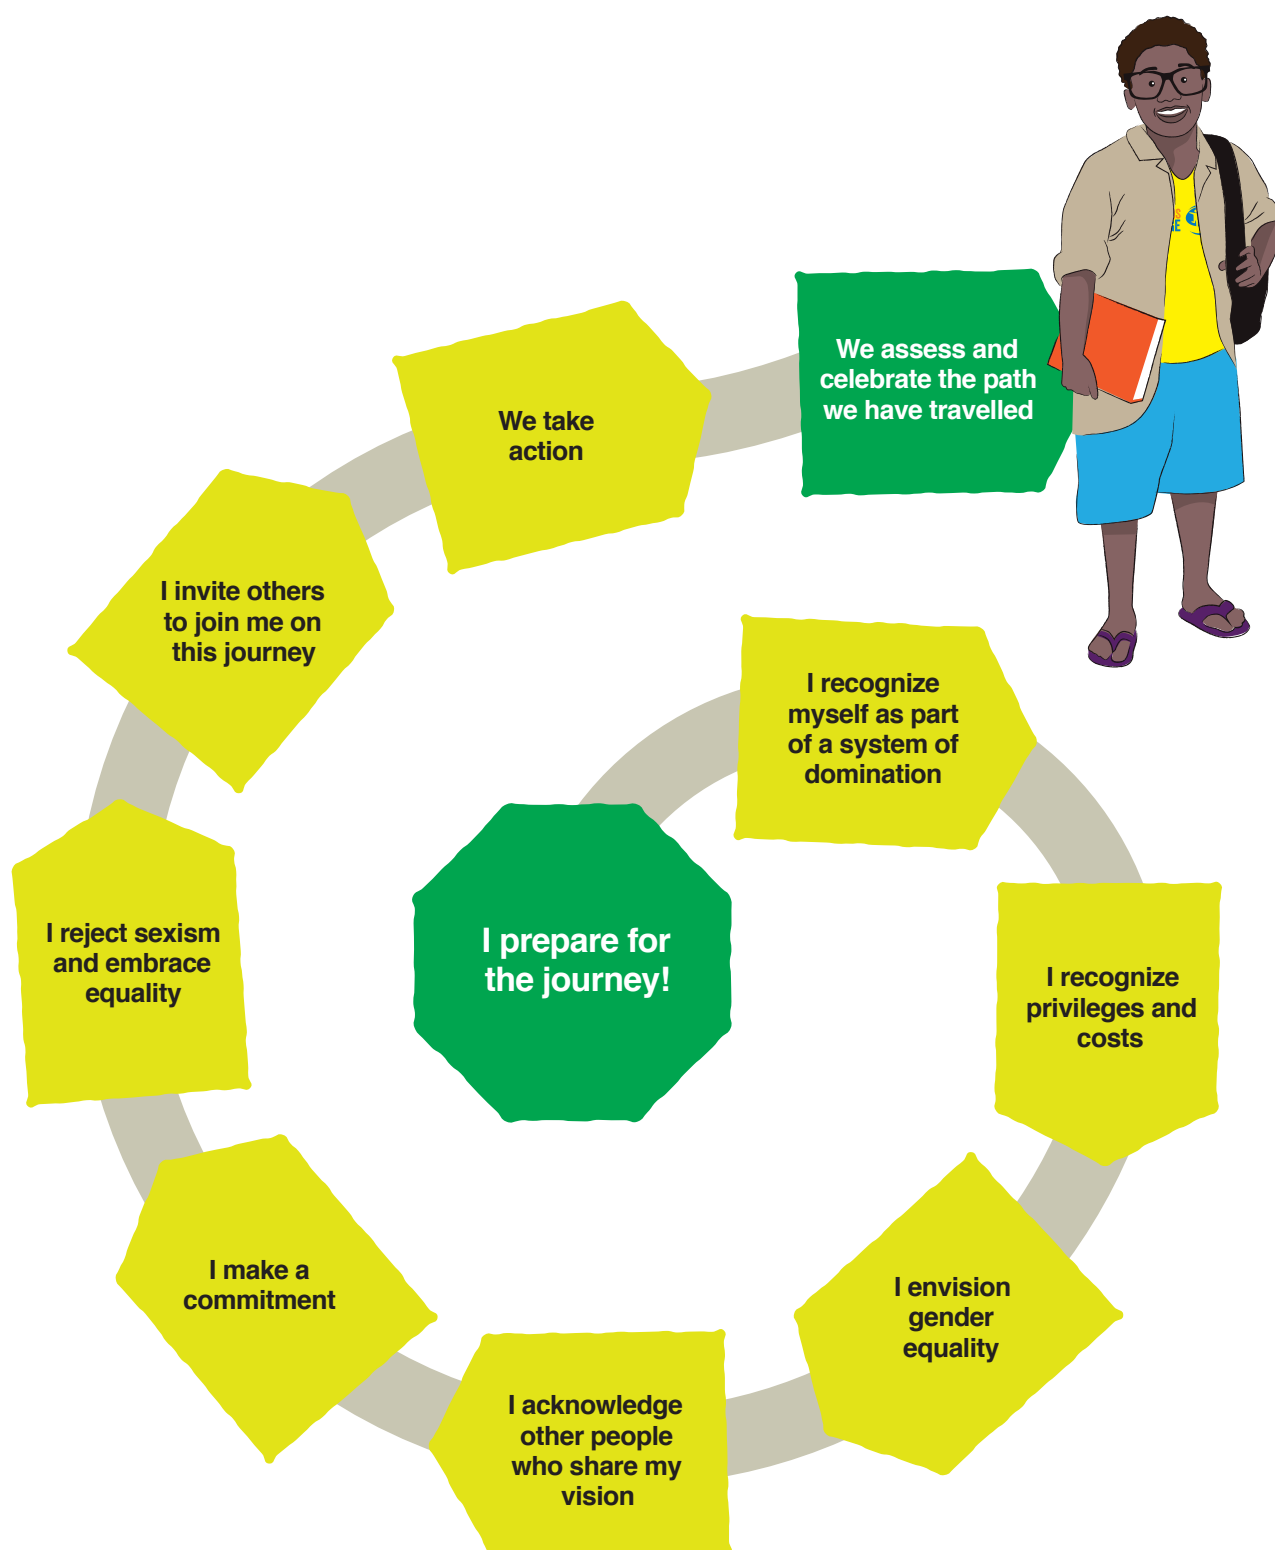 We assess and
celebrate the path
we have travelled
We take
action
I invite others
to join me on
this journey
I recognize
myself as part
of a system of
domination
I prepare for
the journey!
I reject sexism
and embrace
equality
I recognize
privileges and
costs
I make a
commitment
I envision
gender
equality
I acknowledge
other people
who share my
vision